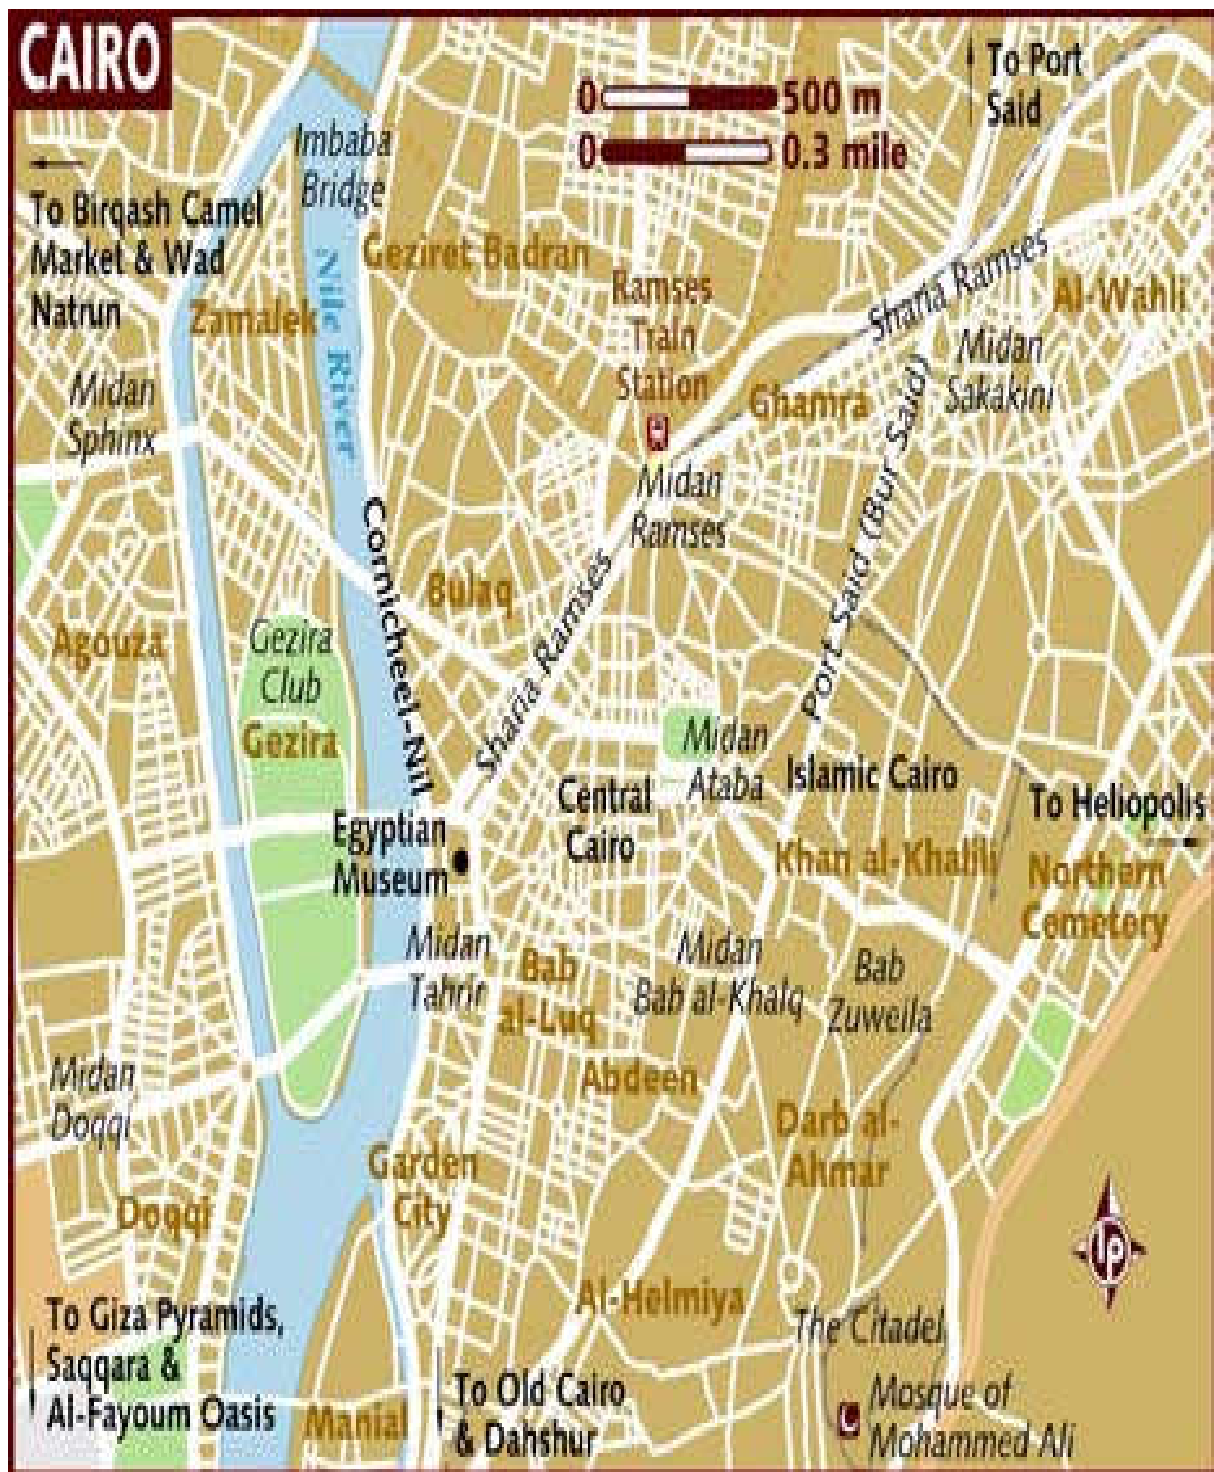 CAIRO
To Port
Said
0 500 m
0 0.3 mile
Imbaba
Bridge
To Birqash Camel
Market & Wad
Natrun
Geziret Badran
Nile River
Zamalek
Ramses
Train
Station
Sharia Ramses
Al-Wahli
Midan
Sakakini
Midan
Sphinx
Ghamra
Midan
Ramses
Port Said (Bur Said)
Corniche el-Nil
Bulaq
Sharia Ramses
Agouza
Gezira
Club
Gezira
Midan
Ataba
Islamic Cairo
Central
Cairo
To Heliopolis
Egyptian
Museum
Khan al-Khalili
Northern
Cemetery
Midan
Tahrir
Bab
al-Luq
Midan
Bab al-Khalq
Bab
Zuweila
Midan
Doqqi
Abdeen
Darb al-
Ahmar
Garden
City
Doqqi
lp
Al-Helmiya
The Citadel
To Giza Pyramids,
Saqqara &
Al-Fayoum Oasis
Manial
To Old Cairo
& Dahshur
Mosque of
Mohammed Ali